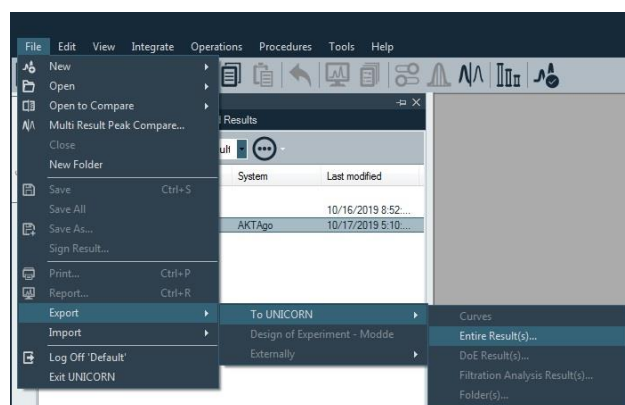 File Edit View Integrate Operations Procedures Tools Help
New
Open
Open to Compare
Multi Result Peak Compare...
Close
New Folder
Save Ctrl+S
Save All
Save As...
Sign Result...
Print... Ctrl+P
Report... Ctrl+R
Export
Import
Log Off 'Default'
Exit UNICORN
Results
System Last modified
10/16/2019 8:52:...
AKTAgo 10/17/2019 5:10:...
To UNICORN
Design of Experiment - Modde
Externally
Curves
Entire Result(s)...
DoE Result(s)...
Filtration Analysis Result(s)...
Folder(s)...